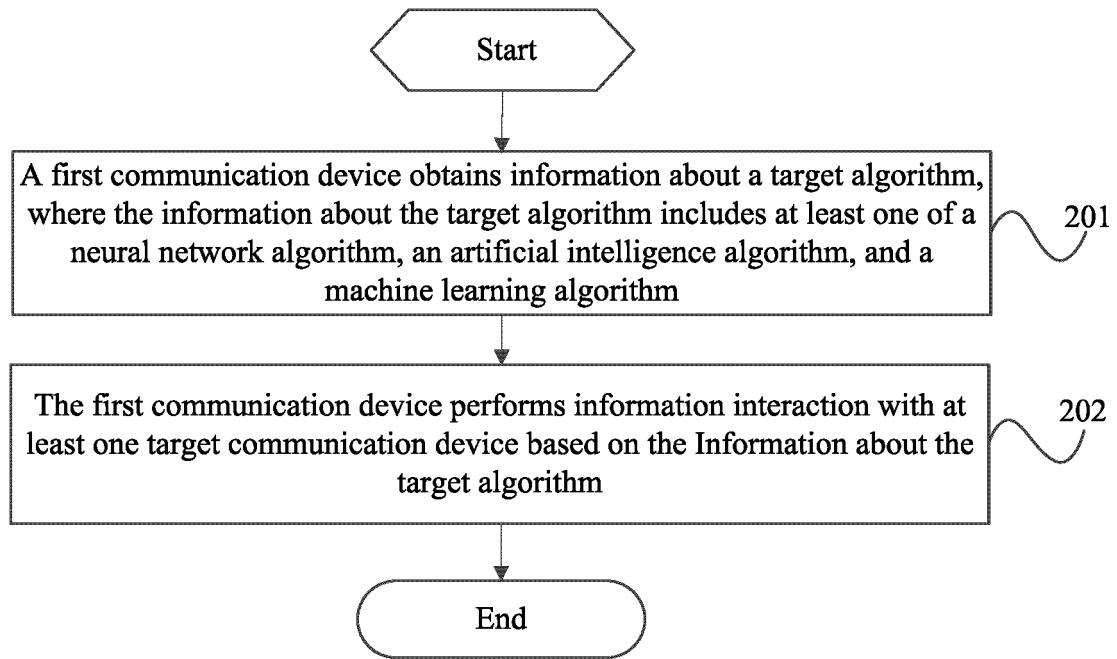 Start
A first communication device obtains information about a target algorithm,
where the information about the target algorithm includes at least one of a
neural network algorithm, an artificial intelligence algorithm, and a
machine learning algorithm
201
The first communication device performs information interaction with at
least one target communication device based on the Information about the
target algorithm
202
End